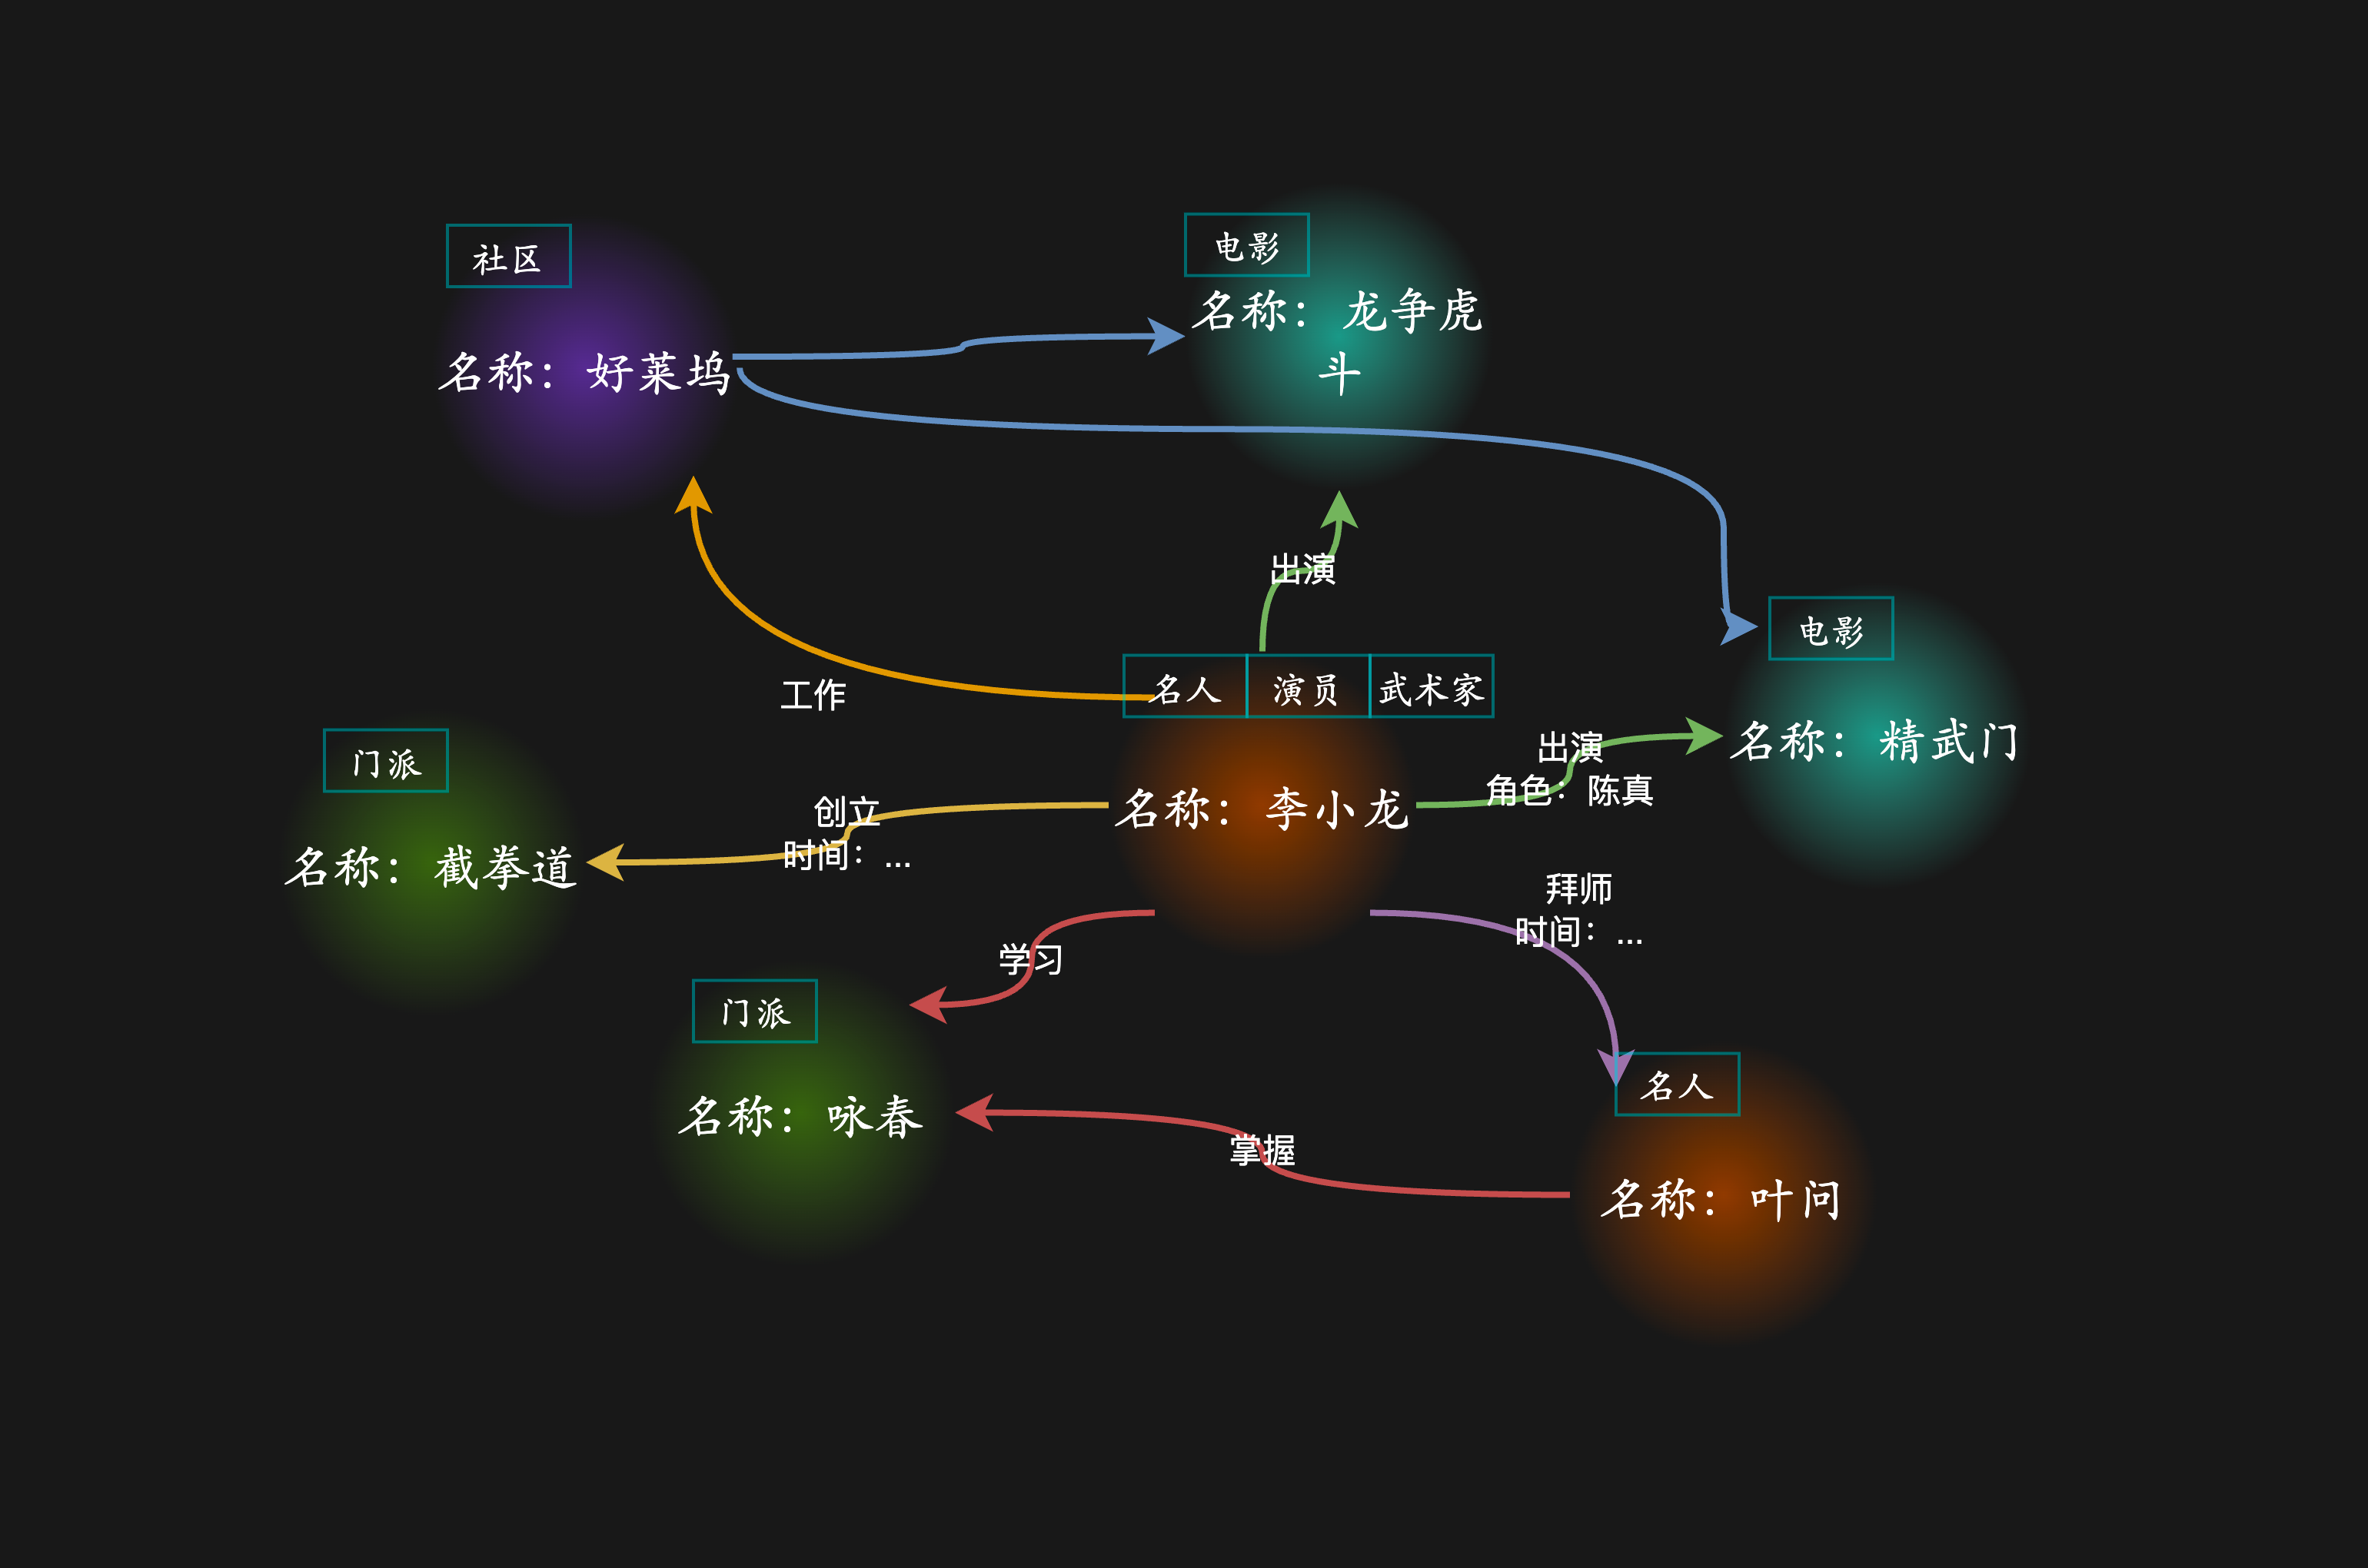 社区
名称：好莱坞
电影
名称：龙争虎
斗
出演
电影
名称：精武门
工作
名人 演员 武术家
名称：李小龙
出演
角色：陈真
门派
名称：截拳道
创立
时间：...
拜师
时间：...
学习
门派
名称：咏春
掌握
名人
名称：叶问